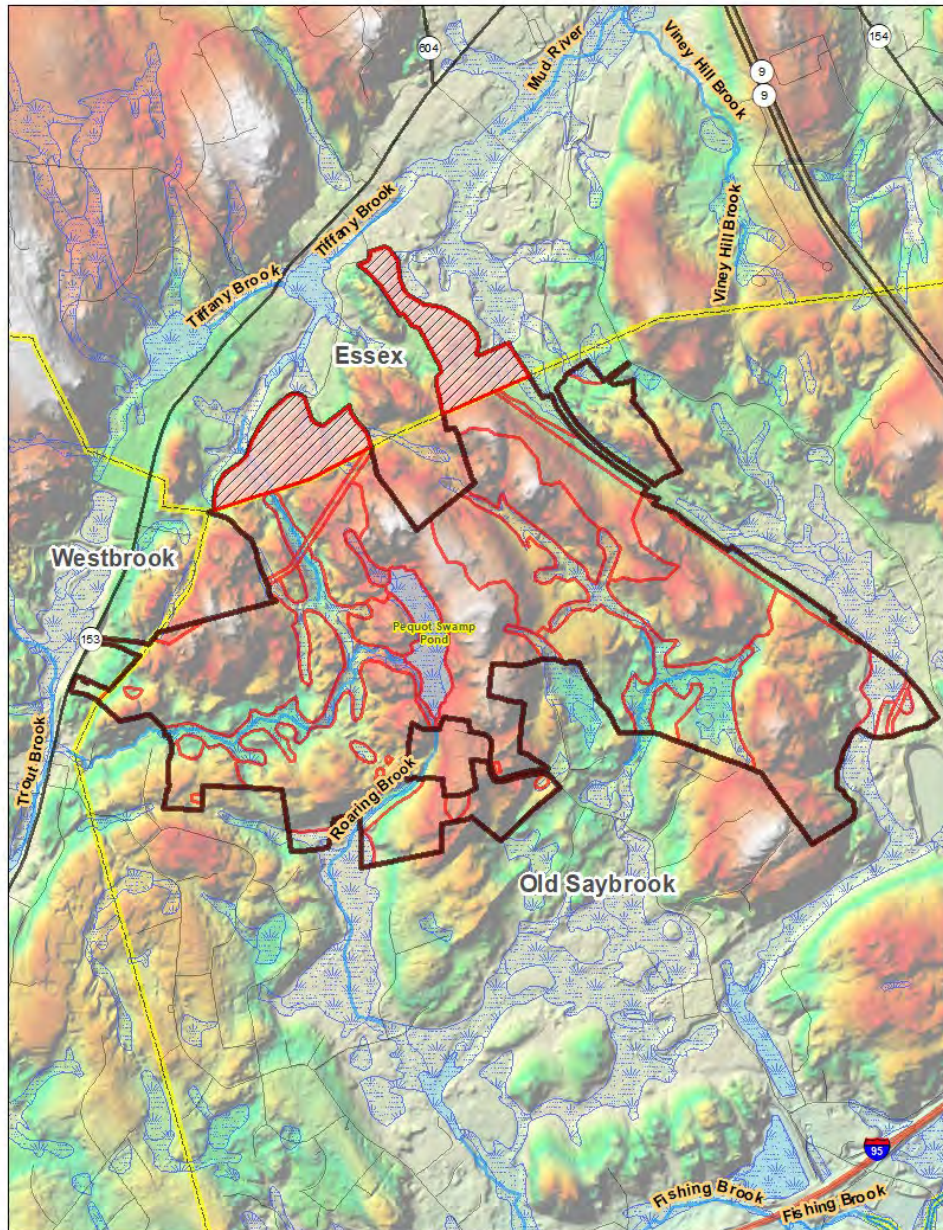 604
154
Mud River
Viney Hill Brook
9
9
Tiffany Brook
Viney Hill Brook
Tiffany Brook
Essex
Westbrook
Pequot Swamp
Pond
153
Trout Brook
Roaring Brook
Old Saybrook
95
Fishing Brook
Fishing Brook